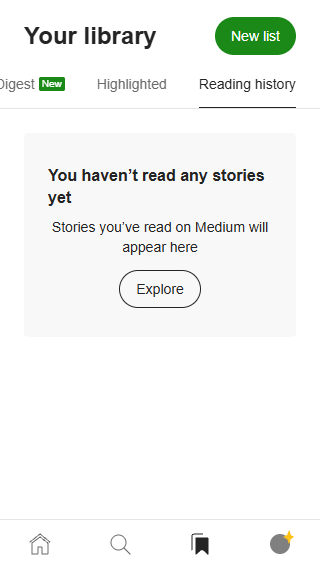 Your library
New list
Digest New
Highlighted
Reading history
You haven’t read any stories
yet
Stories you’ve read on Medium will
appear here
Explore